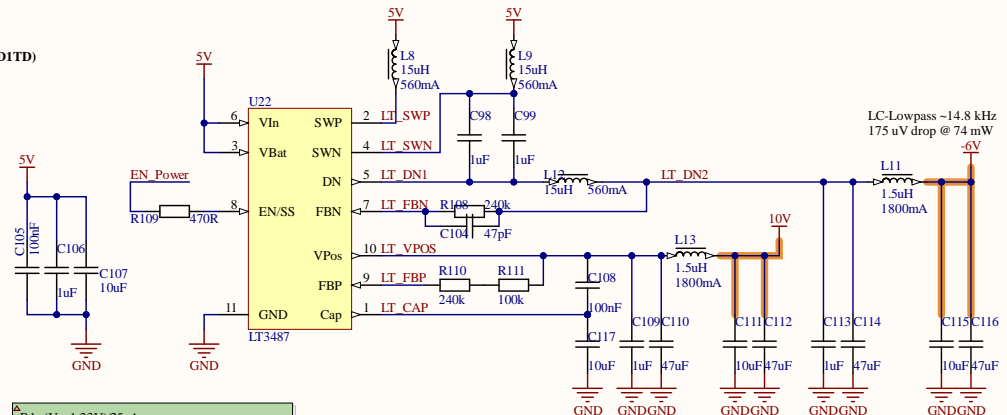 D1TD)
5V
5V
5V
5V
L8
15uH
560mA
L9
15uH
560mA
U22
6
VIn
3
VBat
8
EN/SS
11
GND
SWP
2
LT_SWP
SWN
4
LT_SWN
DN
5
LT_DN1
FBN
7
LT_FBN
VPos
10
LT_VPOS
FBP
9
LT_FBP
Cap
1
LT_CAP
LT3487
EN_Power
R109
470R
C105
100nF
C106
1uF
C107
10uF
GND
GND
C98
1uF
C99
1uF
L12
15uH
560mA
LT_DN2
R108
240k
C104
47pF
R110
240k
R111
100k
C108
100nF
C117
10uF
C109
1uF
C110
47uF
L13
1.5uH
1800mA
10V
C111
10uF
C112
47uF
C113
1uF
C114
47uF
LC-Lowpass ~14.8 kHz
175 uV drop @ 74 mW
-6V
L11
1.5uH
1800mA
C115
10uF
C116
47uF
GND
GND
GND
GND
GND
GND
GND
GND
GND